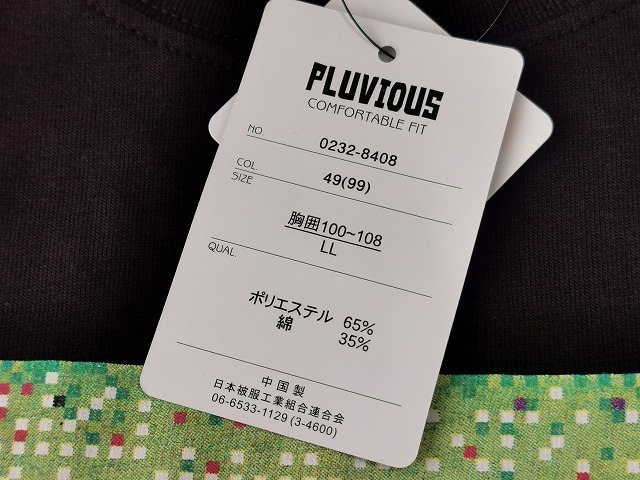 PLUVIOUS
COMFORTABLE FIT
NO. 0232-8408
COL. 49(99)
SIZE
胸囲100~108
LL
QUAL.
ポリエステル 65%
綿 35%
中国製
日本被服工業組合連合会
06-6533-1129 (3-4600)